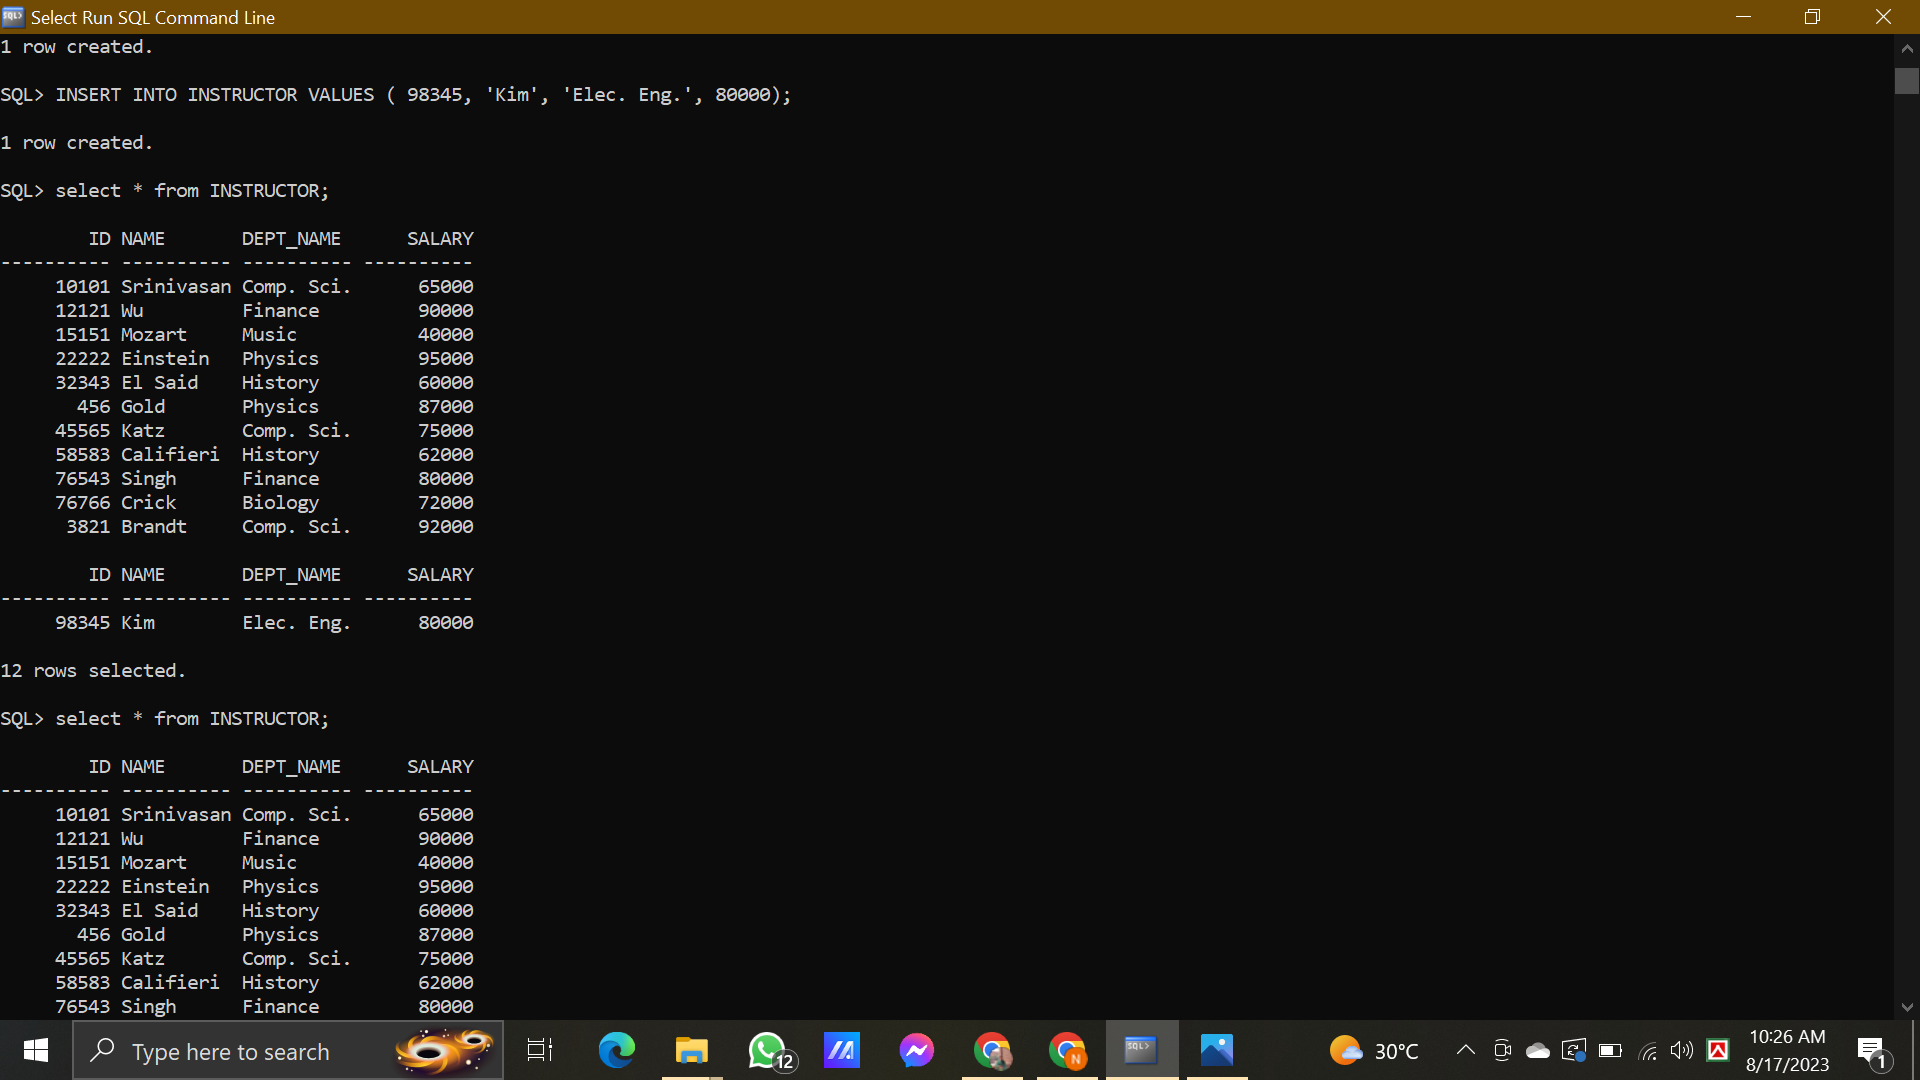 Select Run SQL Command Line
1 row created.
SQL> INSERT INTO INSTRUCTOR VALUES ( 98345, 'Kim', 'Elec. Eng.', 80000);
1 row created.
SQL> select * from INSTRUCTOR;
        ID NAME       DEPT_NAME      SALARY
---------- ---------- ---------- ----------
     10101 Srinivasan Comp. Sci.      65000
     12121 Wu         Finance         90000
     15151 Mozart     Music           40000
     22222 Einstein   Physics         95000
     32343 El Said    History         60000
       456 Gold       Physics         87000
     45565 Katz       Comp. Sci.      75000
     58583 Califieri  History         62000
     76543 Singh      Finance         80000
     76766 Crick      Biology         72000
      3821 Brandt     Comp. Sci.      92000
        ID NAME       DEPT_NAME      SALARY
---------- ---------- ---------- ----------
     98345 Kim        Elec. Eng.      80000
12 rows selected.
SQL> select * from INSTRUCTOR;
        ID NAME       DEPT_NAME      SALARY
---------- ---------- ---------- ----------
     10101 Srinivasan Comp. Sci.      65000
     12121 Wu         Finance         90000
     15151 Mozart     Music           40000
     22222 Einstein   Physics         95000
     32343 El Said    History         60000
       456 Gold       Physics         87000
     45565 Katz       Comp. Sci.      75000
     58583 Califieri  History         62000
     76543 Singh      Finance         80000
Type here to search
12
N
SQL>
30°C
10:26 AM
8/17/2023
1